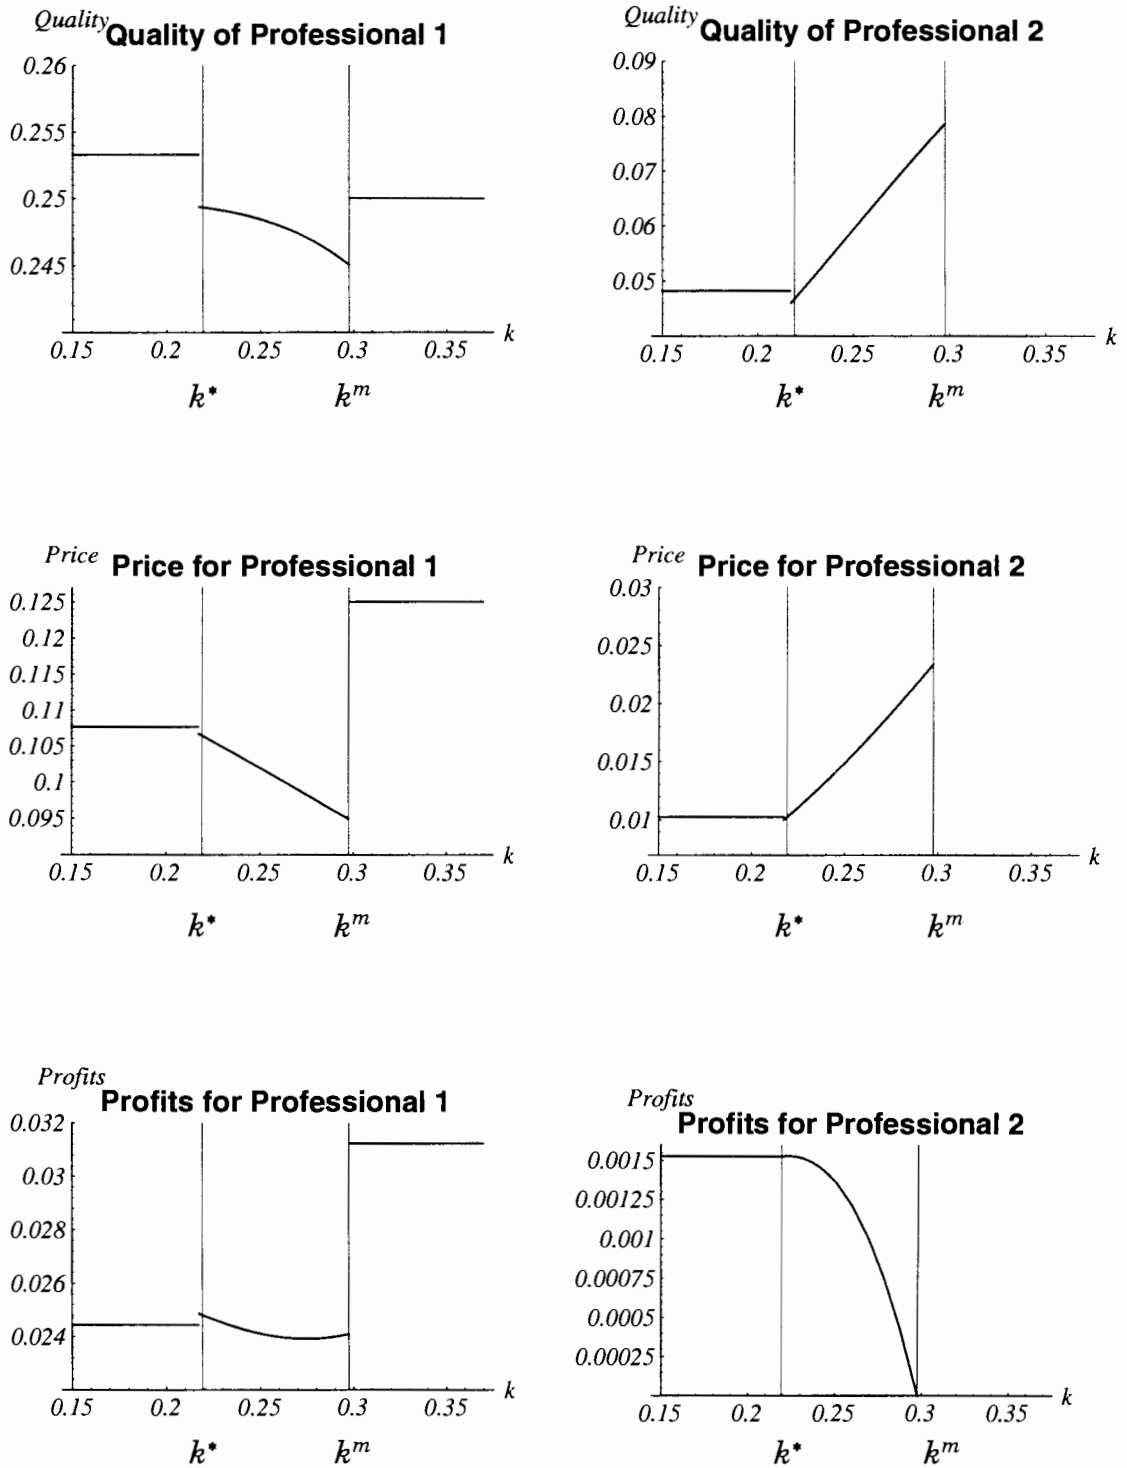 Quality
Quality of Professional 1
0.26
0.255
0.25
0.245
0.15 0.2 0.25 0.3 0.35 k
k* k^m
Quality
Quality of Professional 2
0.09
0.08
0.07
0.06
0.05
0.15 0.2 0.25 0.3 0.35 k
k* k^m
Price
Price for Professional 1
0.125
0.12
0.115
0.11
0.105
0.1
0.095
0.15 0.2 0.25 0.3 0.35 k
k* k^m
Price
Price for Professional 2
0.03
0.025
0.02
0.015
0.01
0.15 0.2 0.25 0.3 0.35 k
k* k^m
Profits
Profits for Professional 1
0.032
0.03
0.028
0.026
0.024
0.15 0.2 0.25 0.3 0.35 k
k* k^m
Profits
Profits for Professional 2
0.0015
0.00125
0.001
0.00075
0.0005
0.00025
0.15 0.2 0.25 0.3 0.35 k
k* k^m